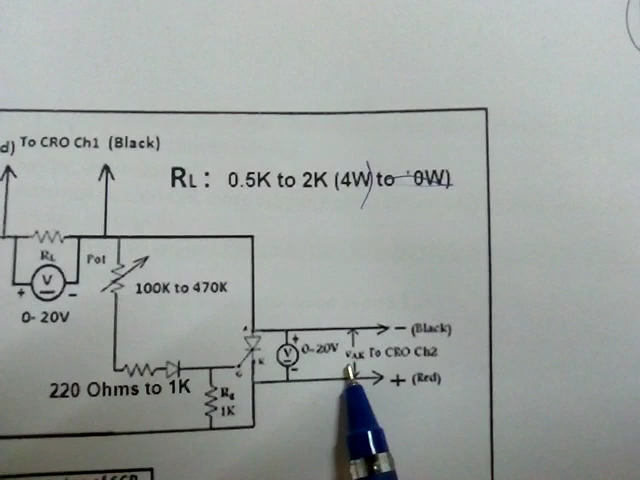 d) To CRO Ch1 (Black)
RL: 0.5K to 2K (4W) to 0W)
RL
Pot
V
+ –
100K to 470K
0- 20V
A
– (Black)
+
V
0-20V
VAK To CRO Ch2
K
G
–
+ (Red)
220 Ohms to 1K
Rg
1K